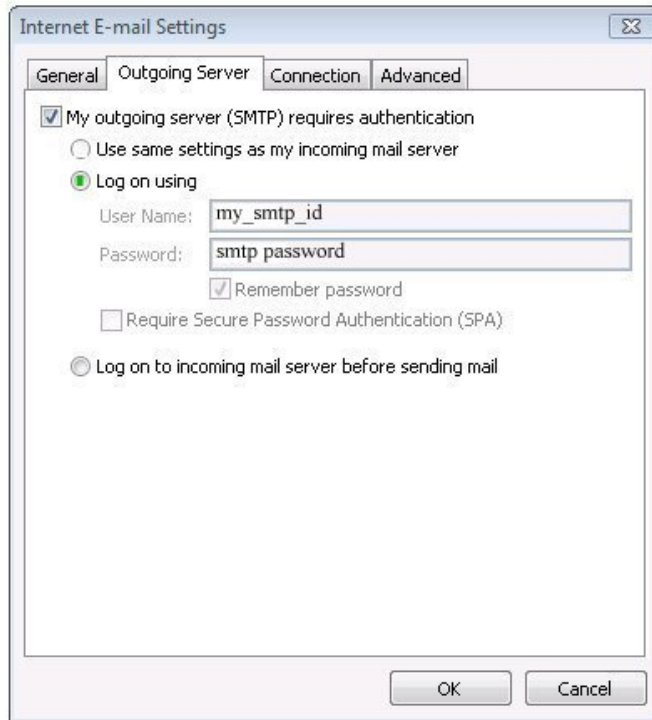 Internet E-mail Settings
General Outgoing Server Connection Advanced
My outgoing server (SMTP) requires authentication
Use same settings as my incoming mail server
Log on using
User Name: my_smtp_id
Password: smtp password
Remember password
Require Secure Password Authentication (SPA)
Log on to incoming mail server before sending mail
OK Cancel